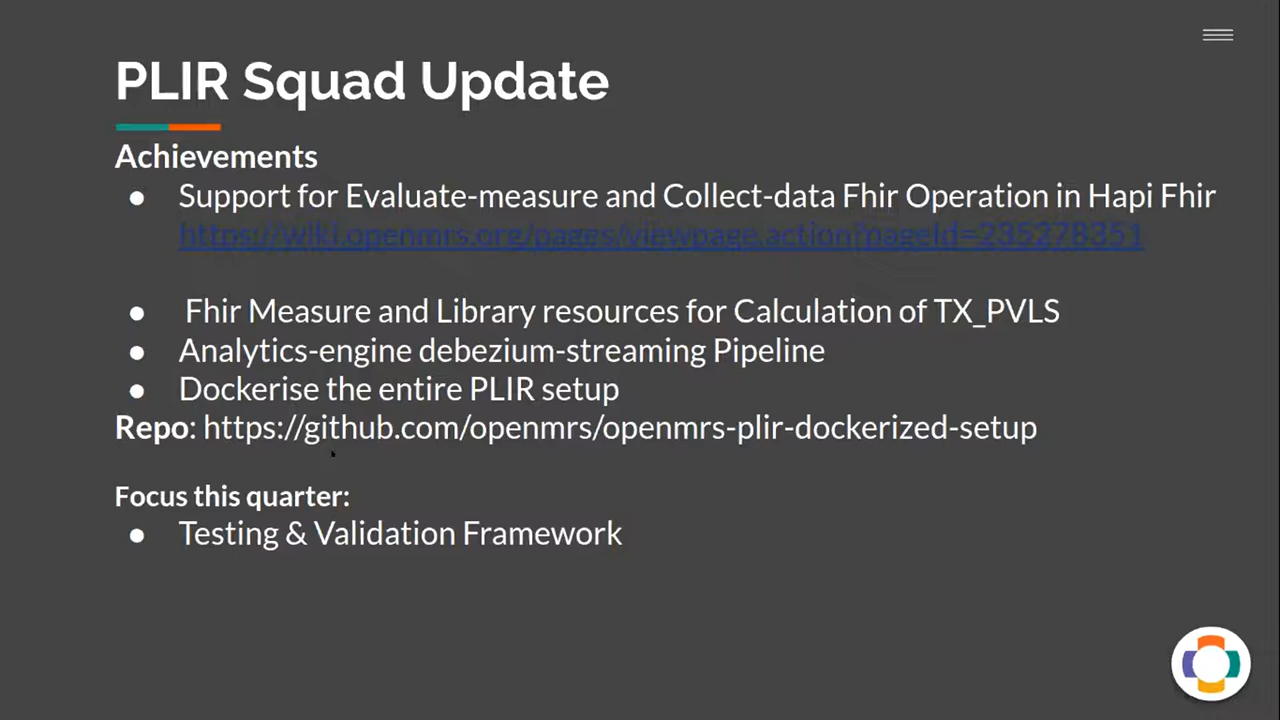 PLIR Squad Update
Achievements
● Support for Evaluate-measure and Collect-data Fhir Operation in Hapi Fhir
https://wiki.openmrs.org/pages/viewpage.action?pageId=235278351
● Fhir Measure and Library resources for Calculation of TX_PVLS
● Analytics-engine debezium-streaming Pipeline
● Dockerise the entire PLIR setup
Repo: https://github.com/openmrs/openmrs-plir-dockerized-setup
Focus this quarter:
● Testing & Validation Framework